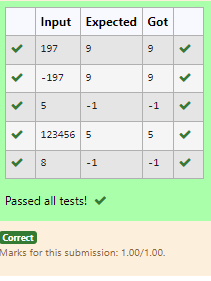 Input Expected Got
197 9 9
-197 9 9
5 -1 -1
123456 5 5
8 -1 -1
Passed all tests!
Correct
Marks for this submission: 1.00/1.00.